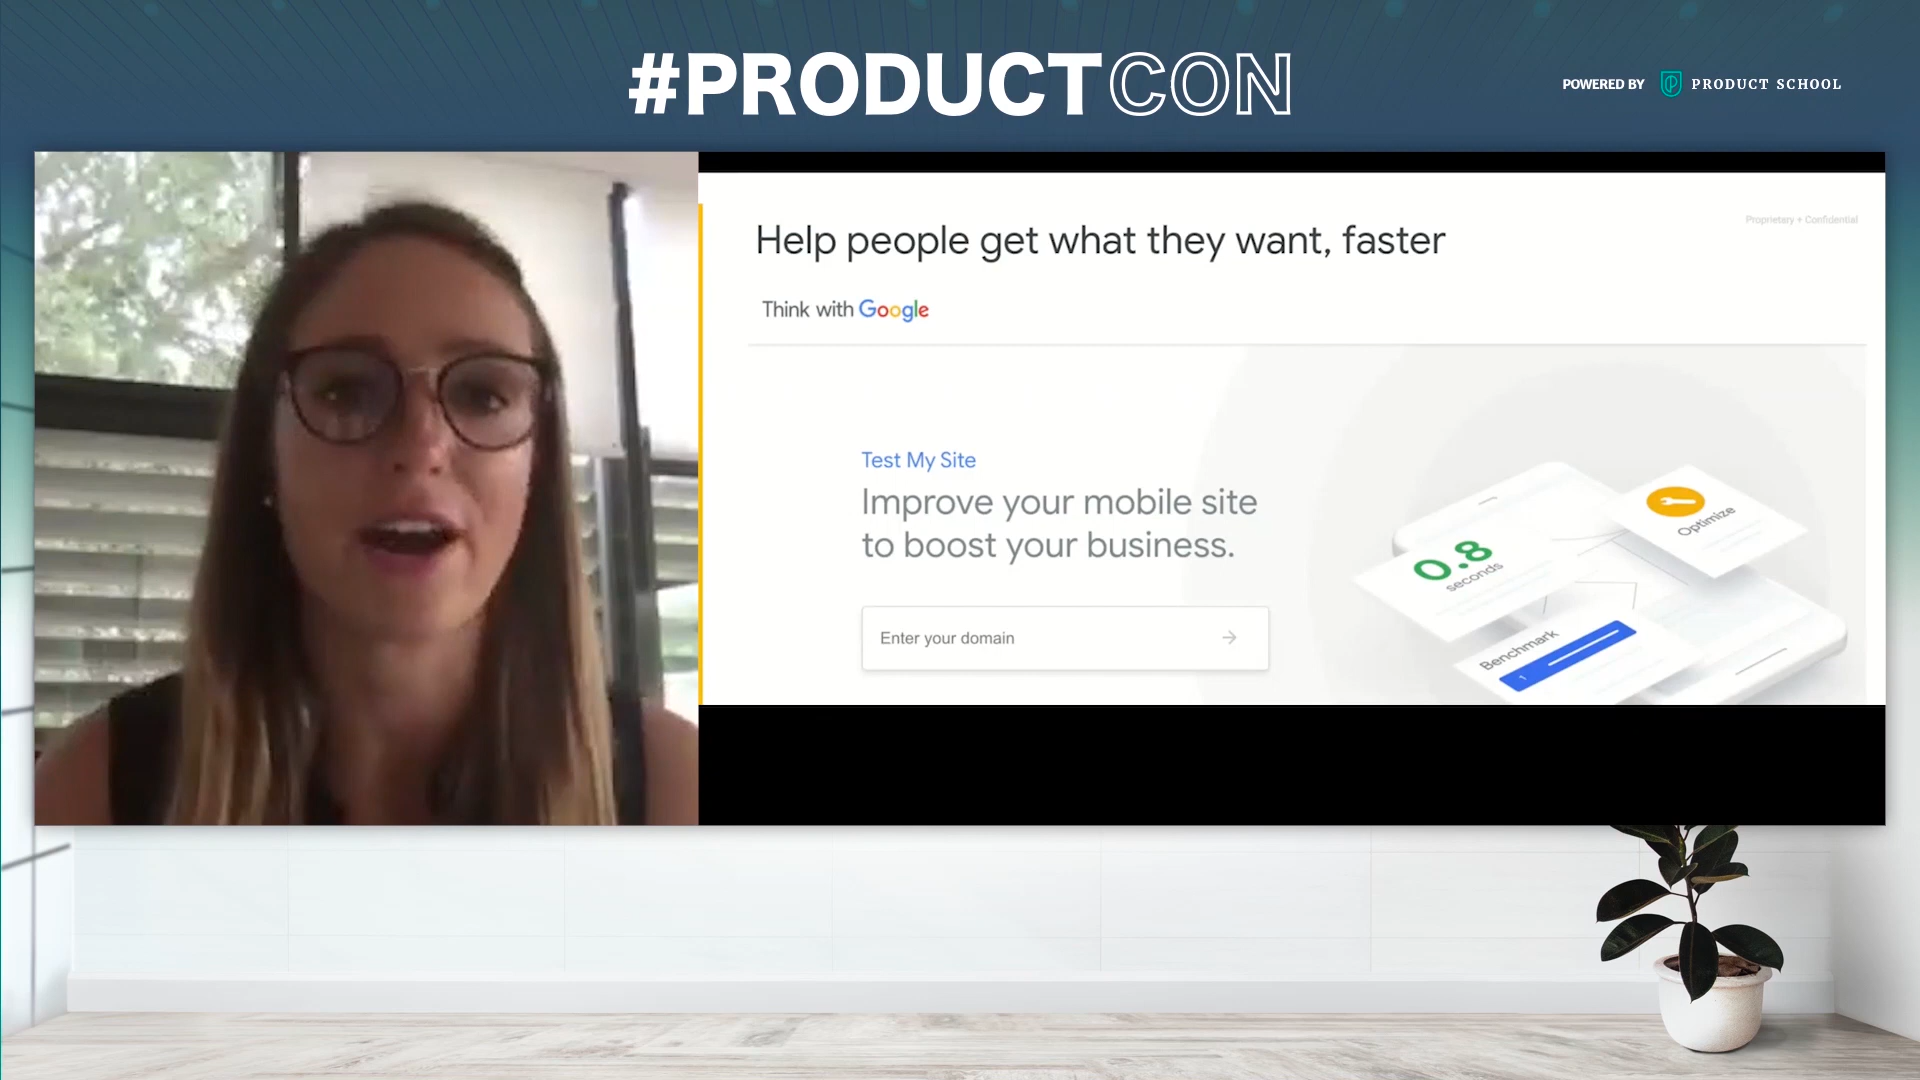 #PRODUCTCON
POWERED BY PRODUCT SCHOOL
Proprietary + Confidential
Help people get what they want, faster
Think with Google
Test My Site
Improve your mobile site
to boost your business.
Enter your domain
0.8
seconds
Optimize
Benchmark
1